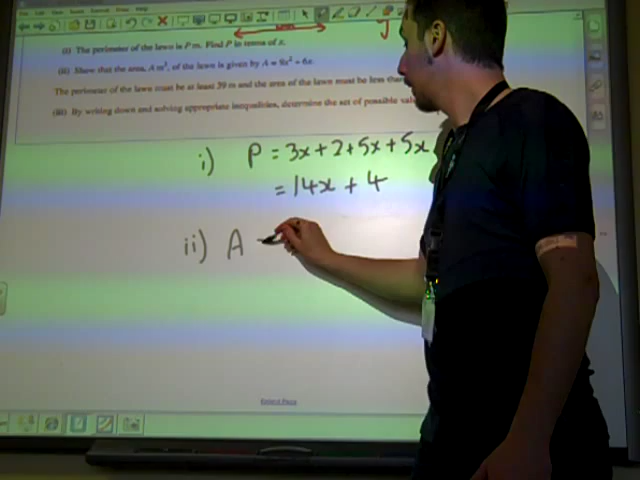 (i) The perimeter of the lawn is P m. Find P in terms of x.
(ii) Show that the area, A m², of the lawn is given by A = 9x² + 6x.
The perimeter of the lawn must be at least 39 m and the area of the lawn must be less than
(iii) By writing down and solving appropriate inequalities, determine the set of possible
i) P = 3x + 2 + 5x + 5x
= 14x + 4
ii) A
Extend Page